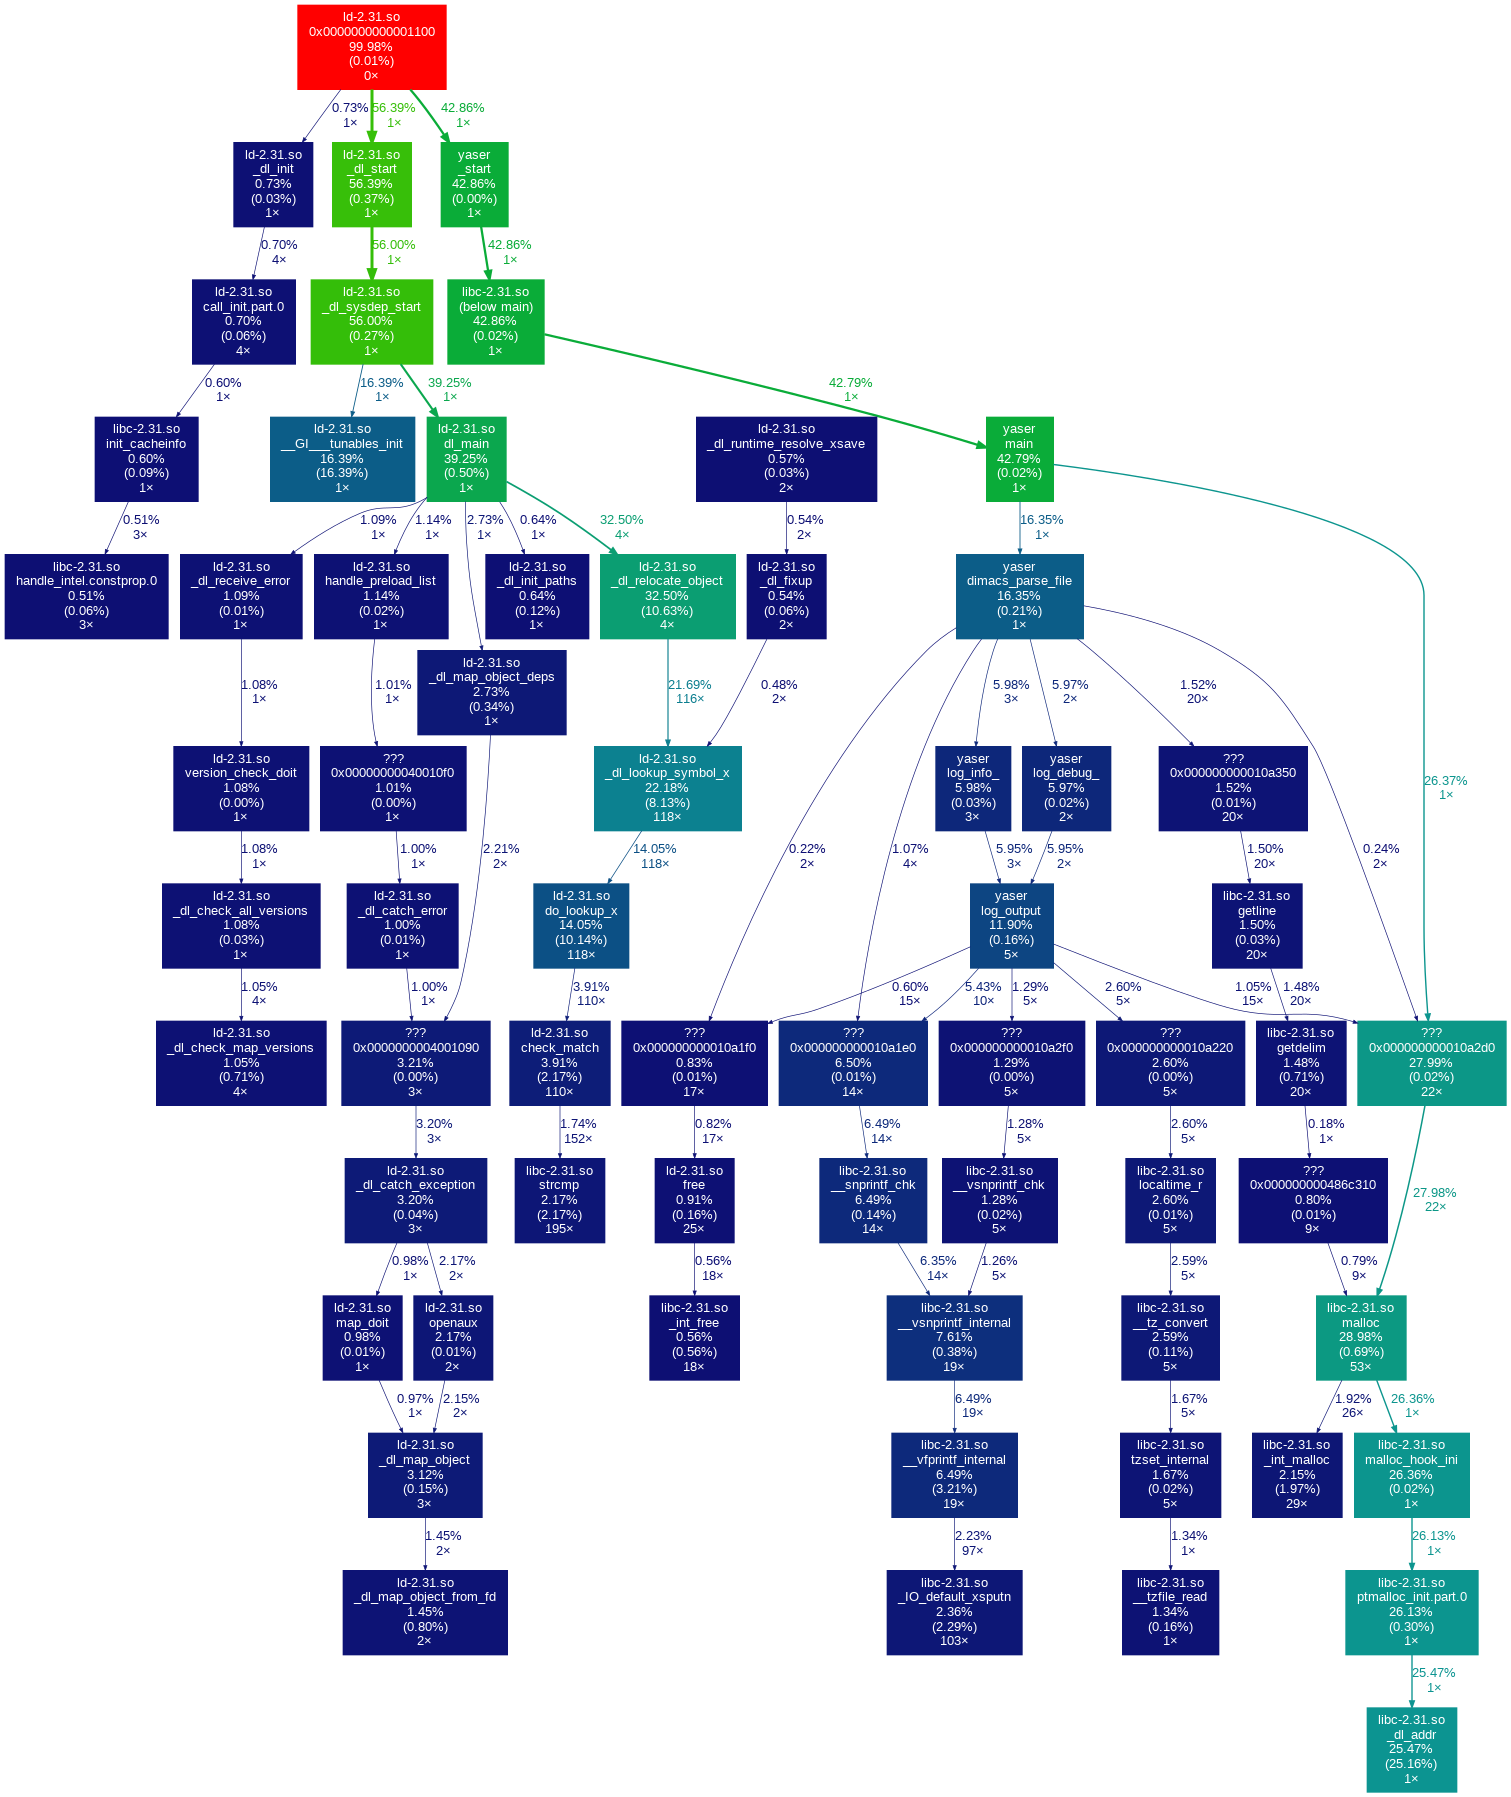 ld-2.31.so
0x0000000000001100
99.98%
(0.01%)
0×
0.73%
1×
56.39%
1×
42.86%
1×
ld-2.31.so
_dl_init
0.73%
(0.03%)
1×
ld-2.31.so
_dl_start
56.39%
(0.37%)
1×
yaser
_start
42.86%
(0.00%)
1×
0.70%
4×
56.00%
1×
42.86%
1×
ld-2.31.so
call_init.part.0
0.70%
(0.06%)
4×
ld-2.31.so
_dl_sysdep_start
56.00%
(0.27%)
1×
libc-2.31.so
(below main)
42.86%
(0.02%)
1×
0.60%
1×
16.39%
1×
39.25%
1×
42.79%
1×
libc-2.31.so
init_cacheinfo
0.60%
(0.09%)
1×
ld-2.31.so
__GI___tunables_init
16.39%
(16.39%)
1×
ld-2.31.so
dl_main
39.25%
(0.50%)
1×
ld-2.31.so
_dl_runtime_resolve_xsave
0.57%
(0.03%)
2×
yaser
main
42.79%
(0.02%)
1×
0.51%
3×
1.09%
1×
1.14%
1×
2.73%
1×
0.64%
1×
32.50%
4×
0.54%
2×
16.35%
1×
libc-2.31.so
handle_intel.constprop.0
0.51%
(0.06%)
3×
ld-2.31.so
_dl_receive_error
1.09%
(0.01%)
1×
ld-2.31.so
handle_preload_list
1.14%
(0.02%)
1×
ld-2.31.so
_dl_init_paths
0.64%
(0.12%)
1×
ld-2.31.so
_dl_relocate_object
32.50%
(10.63%)
4×
ld-2.31.so
_dl_fixup
0.54%
(0.06%)
2×
yaser
dimacs_parse_file
16.35%
(0.21%)
1×
ld-2.31.so
_dl_map_object_deps
2.73%
(0.34%)
1×
1.08%
1×
1.01%
1×
21.69%
116×
0.48%
2×
5.98%
3×
5.97%
2×
1.52%
20×
ld-2.31.so
version_check_doit
1.08%
(0.00%)
1×
???
0x00000000040010f0
1.01%
(0.00%)
1×
ld-2.31.so
_dl_lookup_symbol_x
22.18%
(8.13%)
118×
yaser
log_info_
5.98%
(0.03%)
3×
yaser
log_debug_
5.97%
(0.02%)
2×
???
0x000000000010a350
1.52%
(0.01%)
20×
26.37%
1×
1.08%
1×
1.00%
1×
2.21%
2×
14.05%
118×
0.22%
2×
1.07%
4×
5.95%
3×
5.95%
2×
1.50%
20×
0.24%
2×
ld-2.31.so
_dl_check_all_versions
1.08%
(0.03%)
1×
ld-2.31.so
_dl_catch_error
1.00%
(0.01%)
1×
ld-2.31.so
do_lookup_x
14.05%
(10.14%)
118×
yaser
log_output
11.90%
(0.16%)
5×
libc-2.31.so
getline
1.50%
(0.03%)
20×
1.05%
4×
1.00%
1×
3.91%
110×
0.60%
15×
5.43%
10×
1.29%
5×
2.60%
5×
1.05%
15×
1.48%
20×
ld-2.31.so
_dl_check_map_versions
1.05%
(0.71%)
4×
???
0x0000000004001090
3.21%
(0.00%)
3×
ld-2.31.so
check_match
3.91%
(2.17%)
110×
???
0x000000000010a1f0
0.83%
(0.01%)
17×
???
0x000000000010a1e0
6.50%
(0.01%)
14×
???
0x000000000010a2f0
1.29%
(0.00%)
5×
???
0x000000000010a220
2.60%
(0.00%)
5×
libc-2.31.so
getdelim
1.48%
(0.71%)
20×
???
0x000000000010a2d0
27.99%
(0.02%)
22×
3.20%
3×
1.74%
152×
0.82%
17×
6.49%
14×
1.28%
5×
2.60%
5×
0.18%
1×
ld-2.31.so
_dl_catch_exception
3.20%
(0.04%)
3×
libc-2.31.so
strcmp
2.17%
(2.17%)
195×
ld-2.31.so
free
0.91%
(0.16%)
25×
libc-2.31.so
__snprintf_chk
6.49%
(0.14%)
14×
libc-2.31.so
__vsnprintf_chk
1.28%
(0.02%)
5×
libc-2.31.so
localtime_r
2.60%
(0.01%)
5×
???
0x000000000486c310
0.80%
(0.01%)
9×
27.98%
22×
0.98%
1×
2.17%
2×
0.56%
18×
6.35%
14×
1.26%
5×
2.59%
5×
0.79%
9×
ld-2.31.so
map_doit
0.98%
(0.01%)
1×
ld-2.31.so
openaux
2.17%
(0.01%)
2×
libc-2.31.so
_int_free
0.56%
(0.56%)
18×
libc-2.31.so
__vsnprintf_internal
7.61%
(0.38%)
19×
libc-2.31.so
__tz_convert
2.59%
(0.11%)
5×
libc-2.31.so
malloc
28.98%
(0.69%)
53×
0.97%
1×
2.15%
2×
6.49%
19×
1.67%
5×
1.92%
26×
26.36%
1×
ld-2.31.so
_dl_map_object
3.12%
(0.15%)
3×
libc-2.31.so
__vfprintf_internal
6.49%
(3.21%)
19×
libc-2.31.so
tzset_internal
1.67%
(0.02%)
5×
libc-2.31.so
_int_malloc
2.15%
(1.97%)
29×
libc-2.31.so
malloc_hook_ini
26.36%
(0.02%)
1×
1.45%
2×
2.23%
97×
1.34%
1×
26.13%
1×
ld-2.31.so
_dl_map_object_from_fd
1.45%
(0.80%)
2×
libc-2.31.so
_IO_default_xsputn
2.36%
(2.29%)
103×
libc-2.31.so
__tzfile_read
1.34%
(0.16%)
1×
libc-2.31.so
ptmalloc_init.part.0
26.13%
(0.30%)
1×
25.47%
1×
libc-2.31.so
_dl_addr
25.47%
(25.16%)
1×